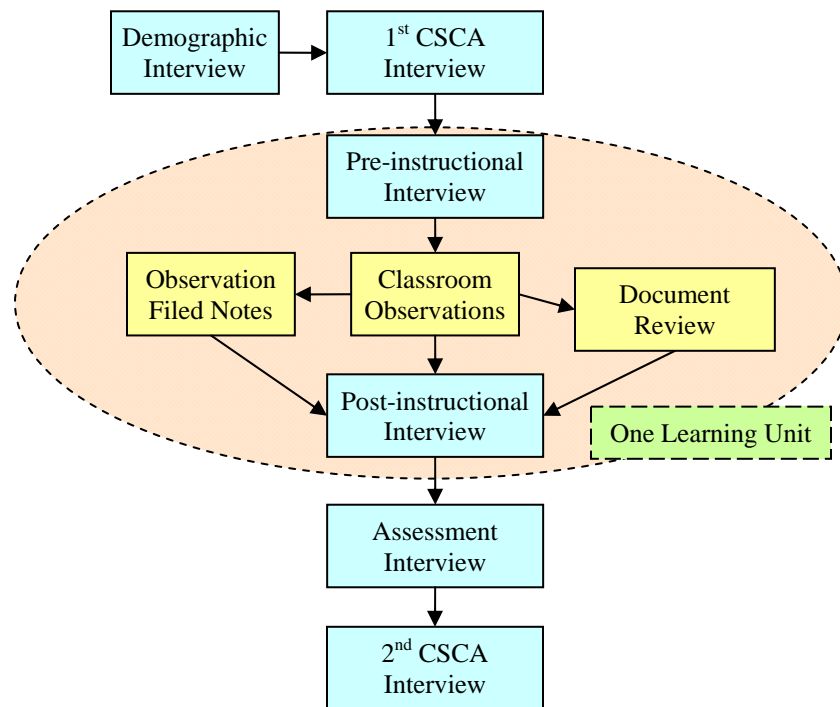 Demographic
Interview
1st CSCA
Interview
Pre-instructional
Interview
Observation
Filed Notes
Classroom
Observations
Document
Review
Post-instructional
Interview
One Learning Unit
Assessment
Interview
2nd CSCA
Interview